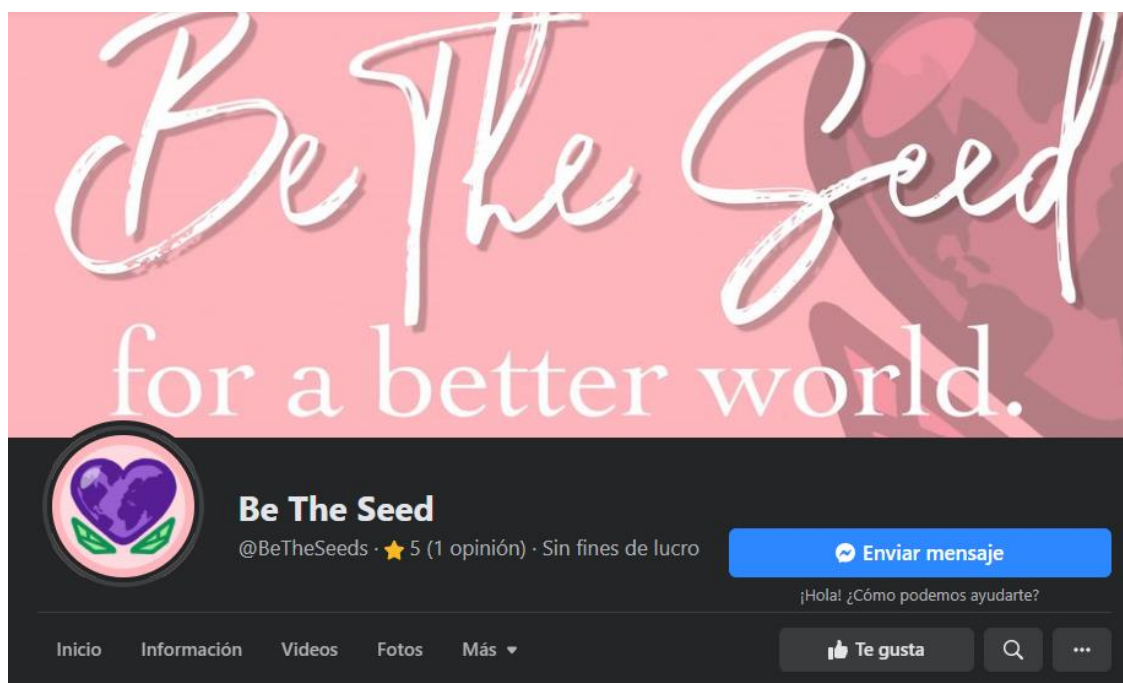 Be The Seed
for a better world.
Be The Seed
@BeTheSeeds · ⭐ 5 (1 opinión) · Sin fines de lucro
Enviar mensaje
¡Hola! ¿Cómo podemos ayudarte?
Inicio Información Videos Fotos Más Te gusta